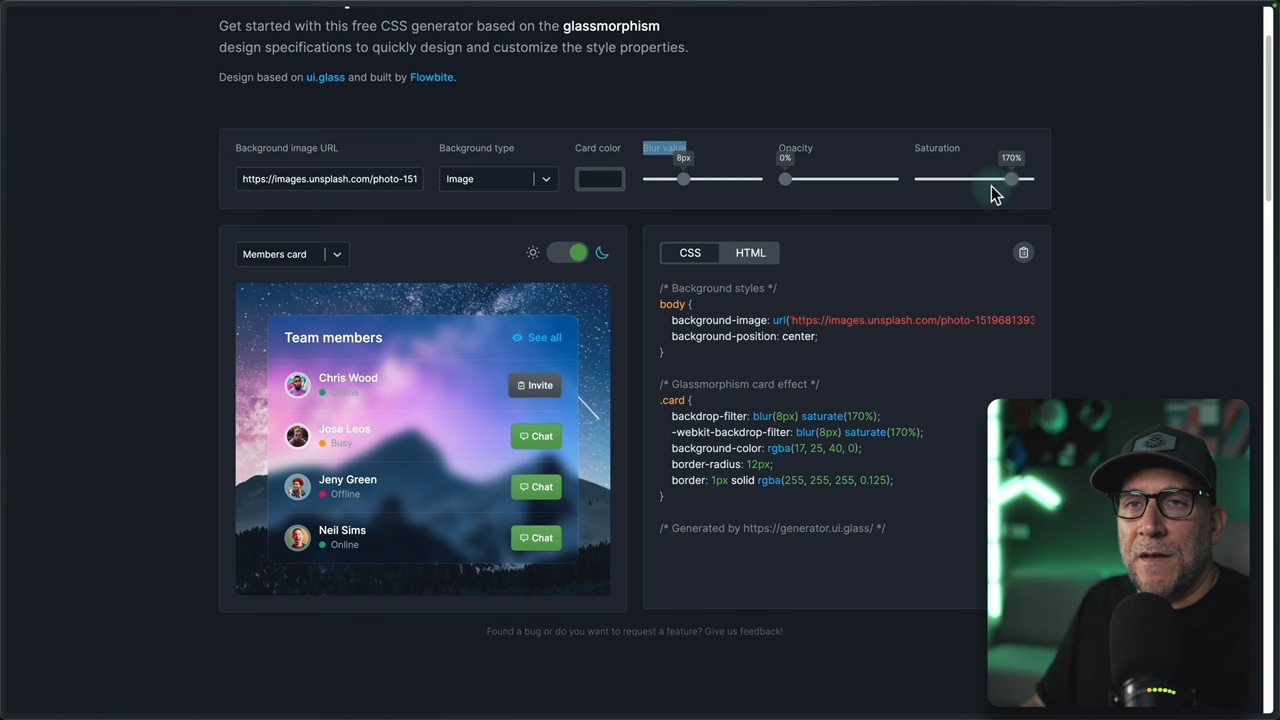 Get started with this free CSS generator based on the glassmorphism
design specifications to quickly design and customize the style properties.
Design based on ui.glass and built by Flowbite.
Background image URL
Background type
Card color
Blur value
Opacity
Saturation
8px
0%
170%
https://images.unsplash.com/photo-151
Image
Members card
CSS
HTML
Team members
See all
Chris Wood
Online
Invite
Jose Leos
Busy
Chat
Jeny Green
Offline
Chat
Neil Sims
Online
Chat
/* Background styles */
body {
background-image: url('https://images.unsplash.com/photo-1519681393
background-position: center;
}
/* Glassmorphism card effect */
.card {
backdrop-filter: blur(8px) saturate(170%);
-webkit-backdrop-filter: blur(8px) saturate(170%);
background-color: rgba(17, 25, 40, 0);
border-radius: 12px;
border: 1px solid rgba(255, 255, 255, 0.125);
}
/* Generated by https://generator.ui.glass/ */
Found a bug or do you want to request a feature? Give us feedback!